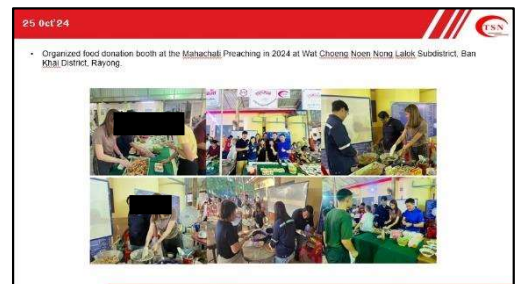 25 Oct'24
TSN
• Organized food donation booth at the Mahachati Preaching in 2024 at Wat Choeng Noen Nong Lalok Subdistrict, Ban
Khai District, Rayong.